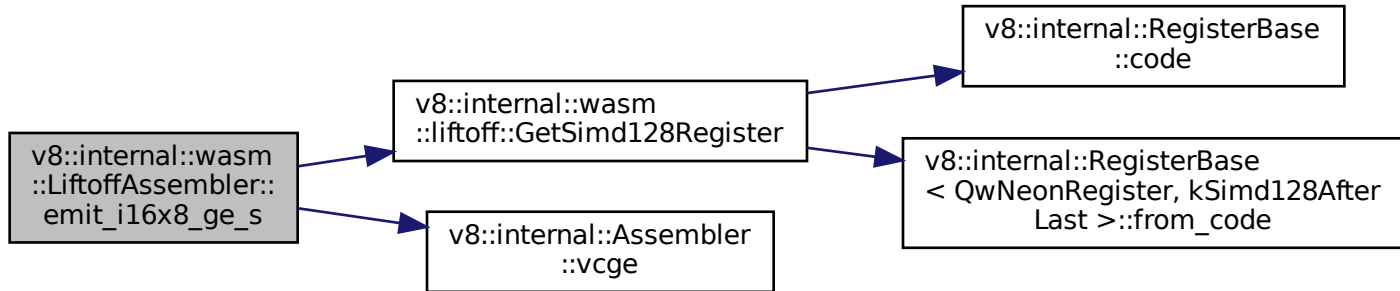 v8::internal::wasm
::LiftoffAssembler::
emit_i16x8_ge_s
v8::internal::wasm
::liftoff::GetSimd128Register
v8::internal::Assembler
::vcge
v8::internal::RegisterBase
::code
v8::internal::RegisterBase
< QwNeonRegister, kSimd128After
Last >::from_code